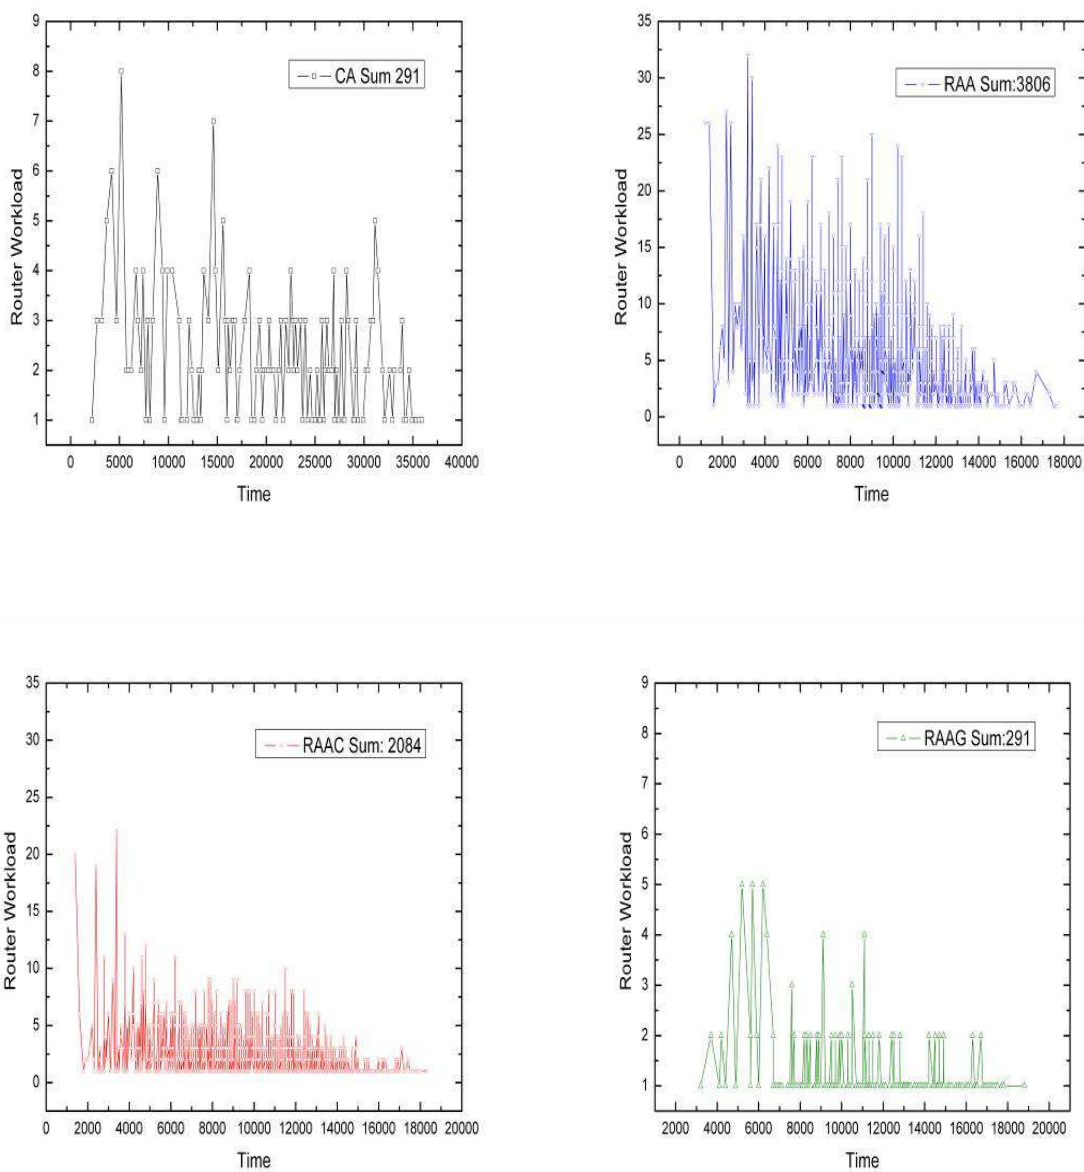 9
8
7
6
5
4
3
2
1
Router Workload
CA Sum 291
0 5000 10000 15000 20000 25000 30000 35000 40000
Time
35
30
25
20
15
10
5
0
Router Workload
RAA Sum:3806
0 2000 4000 6000 8000 10000 12000 14000 16000 18000
Time
35
30
25
20
15
10
5
0
Router Workload
RAAC Sum: 2084
0 2000 4000 6000 8000 10000 12000 14000 16000 18000 20000
Time
9
8
7
6
5
4
3
2
1
Router Workload
RAAG Sum:291
2000 4000 6000 8000 10000 12000 14000 16000 18000 20000
Time